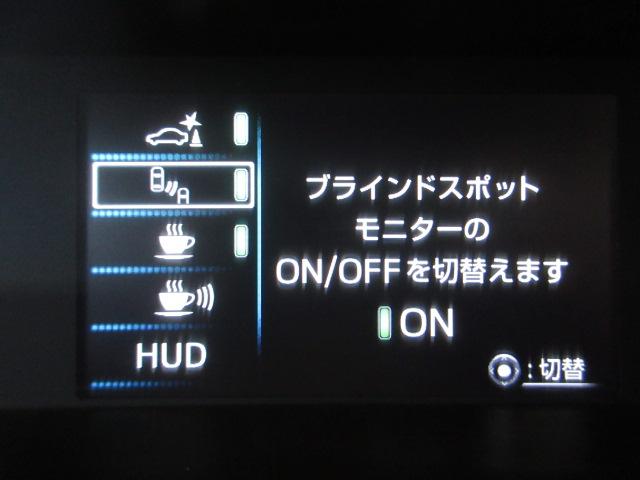 ブラインドスポット
モニターの
ON/OFFを切替えます
ON
HUD
:切替